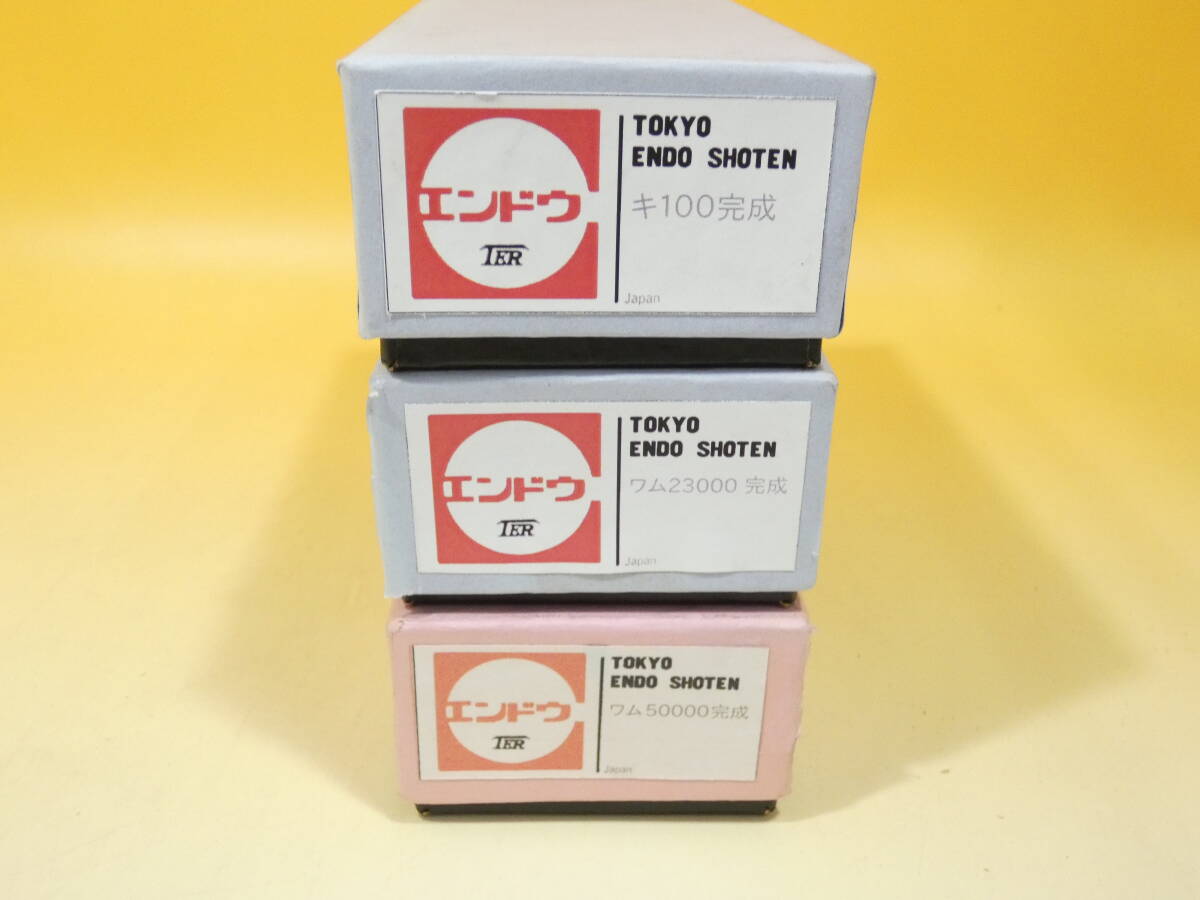 エンドウ
TER
TOKYO
ENDO SHOTEN
キ100完成
Japan
エンドウ
TER
TOKYO
ENDO SHOTEN
ワム23000 完成
Japan
エンドウ
TER
TOKYO
ENDO SHOTEN
ワム50000完成
Japan